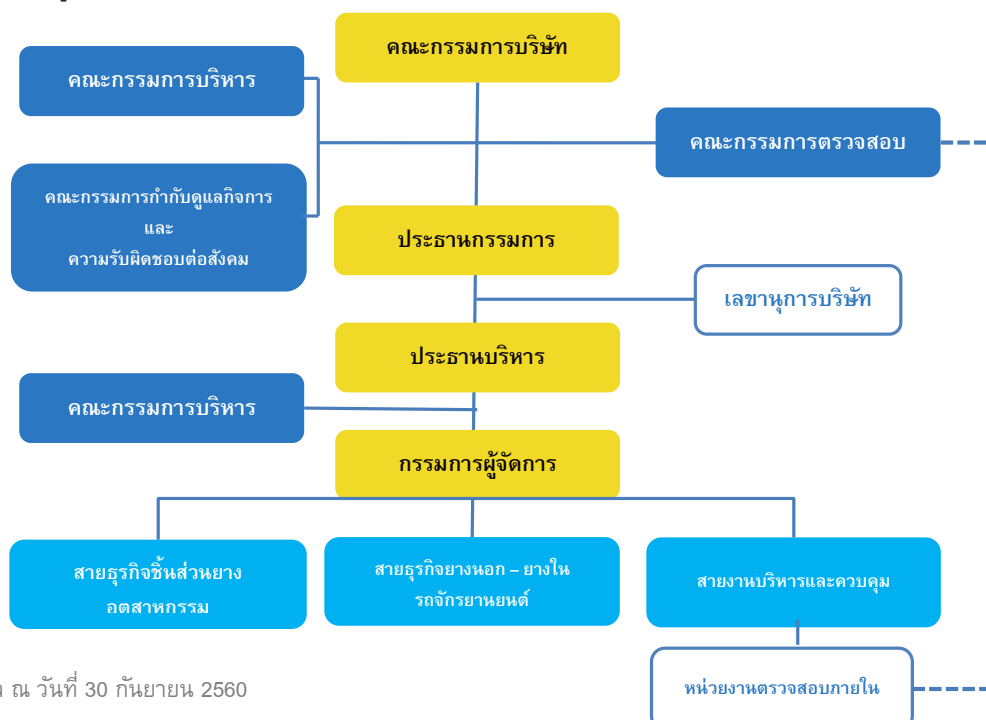 คณะกรรมการบริษัท
คณะกรรมการบริหาร
คณะกรรมการตรวจสอบ
คณะกรรมการกำกับดูแลกิจการ
และ
ความรับผิดชอบต่อสังคม
ประธานกรรมการ
เลขานุการบริษัท
ประธานบริหาร
คณะกรรมการบริหาร
กรรมการผู้จัดการ
สายธุรกิจชิ้นส่วนยาง
อตสาหกรรม
สายธุรกิจยางนอก – ยางใน
รถจักรยานยนต์
สายงานบริหารและควบคุม
หน่วยงานตรวจสอบภายใน
ณ วันที่ 30 กันยายน 2560